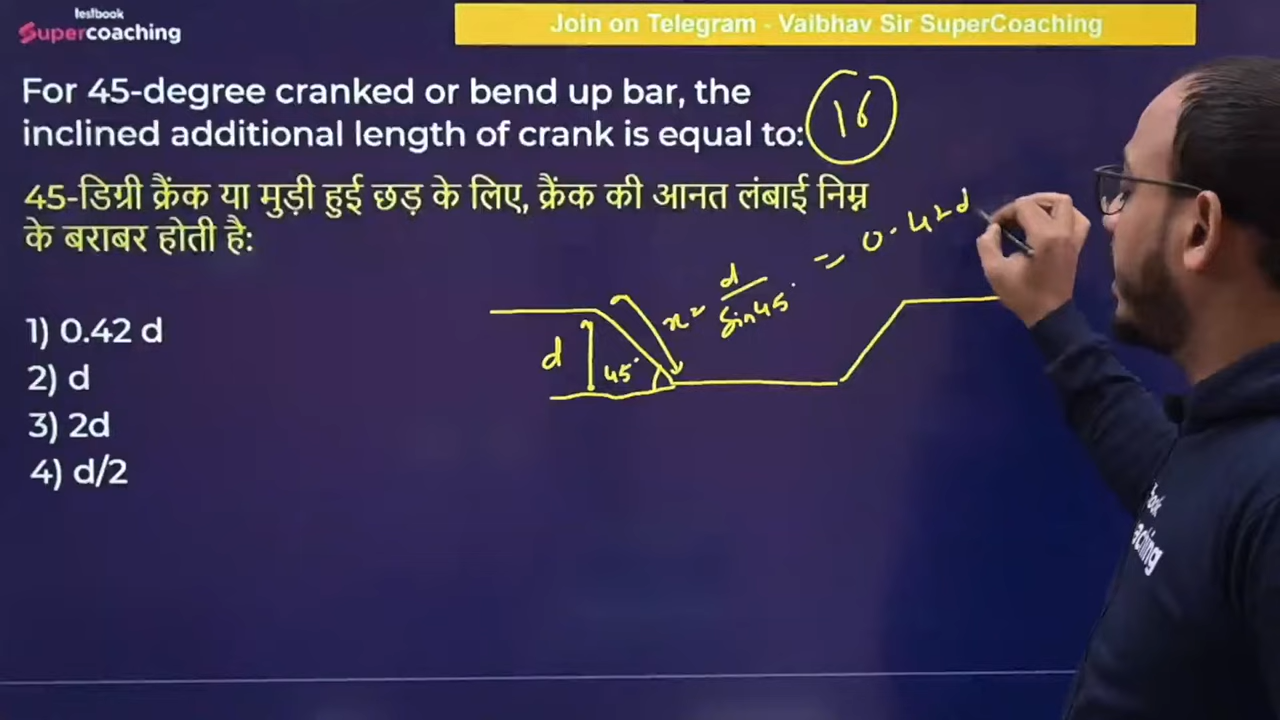 testbook
Supercoaching
Join on Telegram - Vaibhav Sir SuperCoaching
For 45-degree cranked or bend up bar, the
inclined additional length of crank is equal to:
16
45-डिग्री क्रैंक या मुड़ी हुई छड़ के लिए, क्रैंक की आनत लंबाई निम्न
के बराबर होती है:
1) 0.42 d
2) d
3) 2d
4) d/2
d
45°
x = d / Sin45° = 0.42d